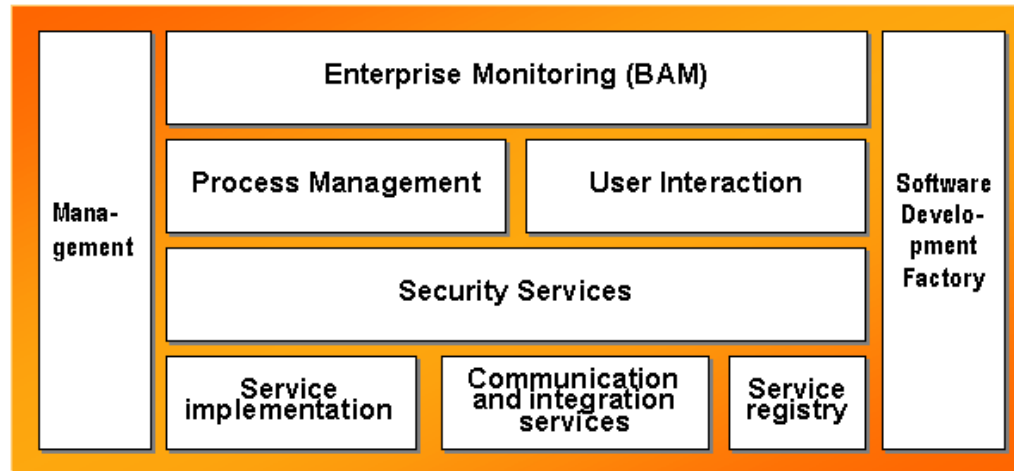 Enterprise Monitoring (BAM)
Process Management
User Interaction
Mana-
gement
Software
Develo-
pment
Factory
Security Services
Service
implementation
Communication
and integration
services
Service
registry